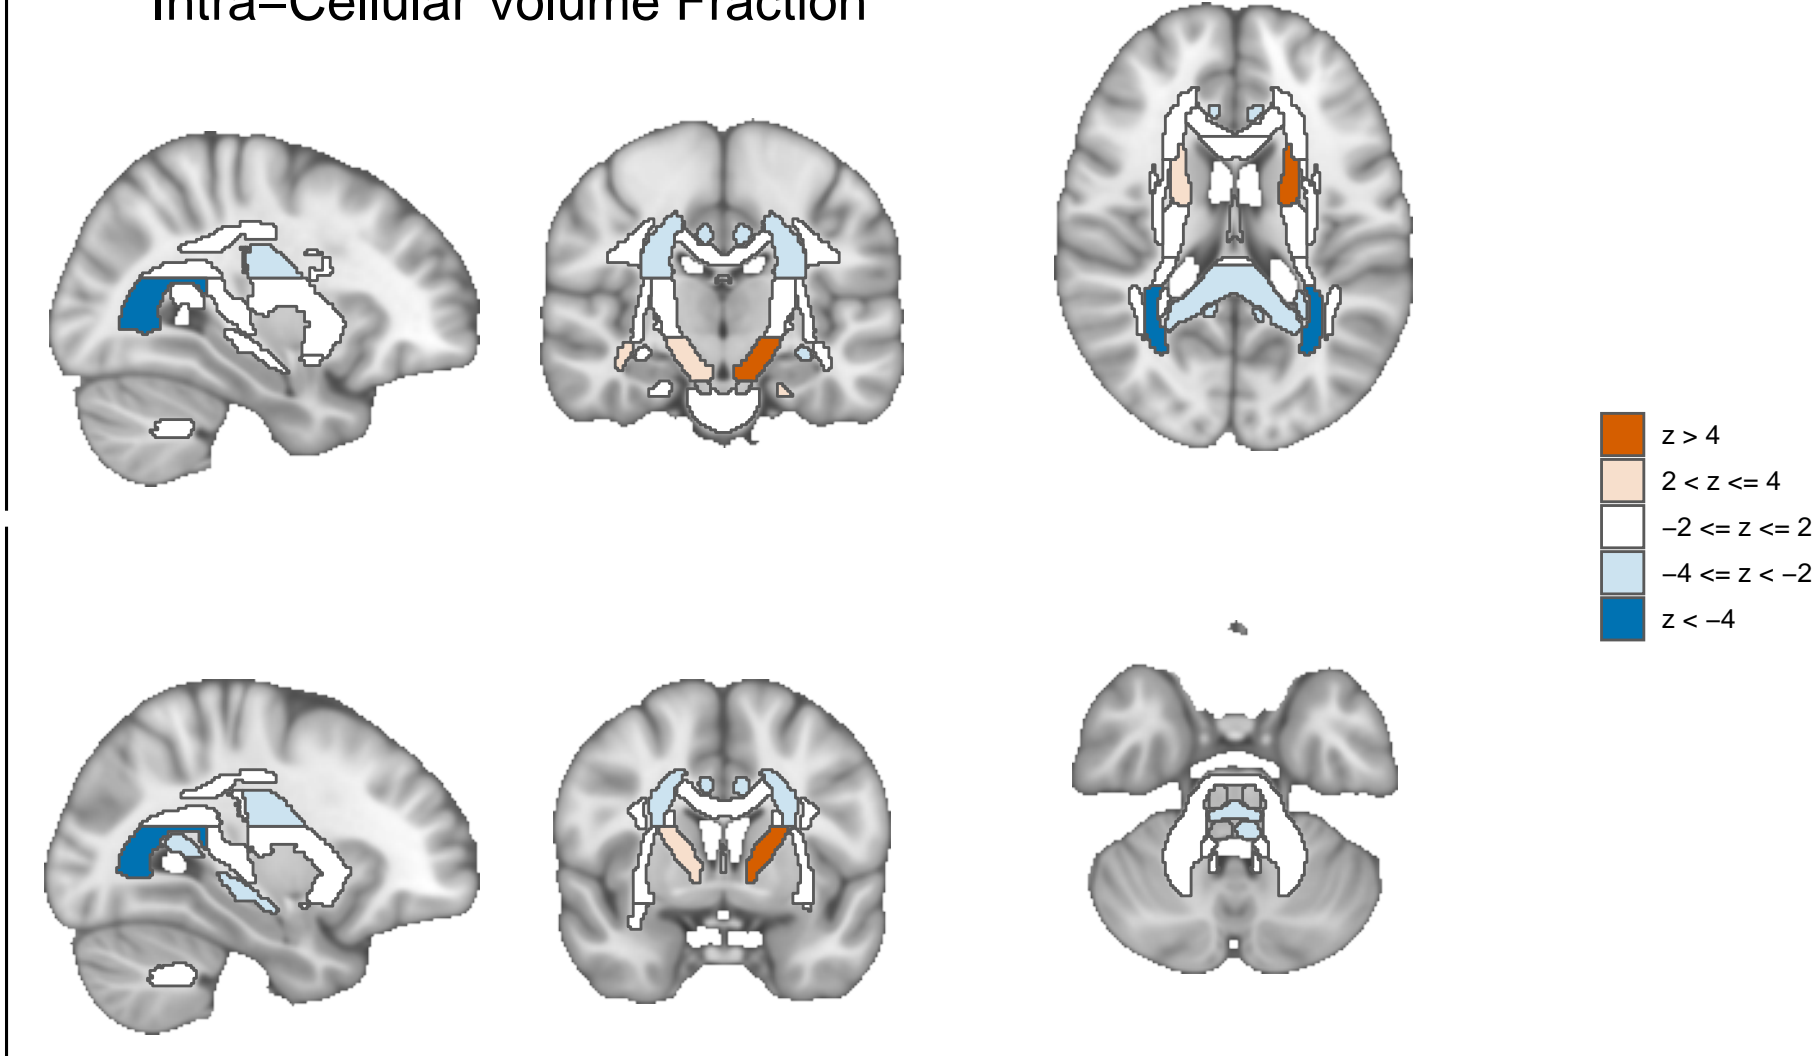 Intra−Cellular Volume Fraction
z > 4
2 < z <= 4
−2 <= z <= 2
−4 <= z < −2
z < −4